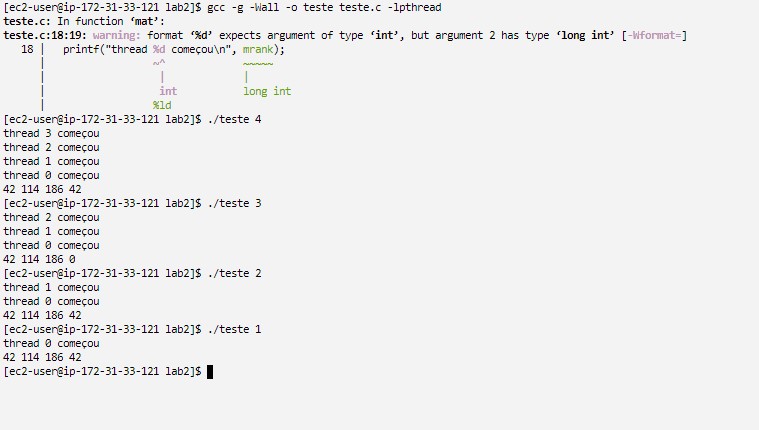 [ec2-user@ip-172-31-33-121 lab2]$ gcc -g -Wall -o teste teste.c -lpthread
teste.c: In function ‘mat’:
teste.c:18:19: warning: format ‘%d’ expects argument of type ‘int’, but argument 2 has type ‘long int’ [-Wformat=]
   18 |   printf("thread %d começou\n", mrank);
      |                  ~^             ~~~~~
      |                   |             |
      |                   int           long int
      |                  %ld
[ec2-user@ip-172-31-33-121 lab2]$ ./teste 4
thread 3 começou
thread 2 começou
thread 1 começou
thread 0 começou
42 114 186 42
[ec2-user@ip-172-31-33-121 lab2]$ ./teste 3
thread 2 começou
thread 1 começou
thread 0 começou
42 114 186 0
[ec2-user@ip-172-31-33-121 lab2]$ ./teste 2
thread 1 começou
thread 0 começou
42 114 186 42
[ec2-user@ip-172-31-33-121 lab2]$ ./teste 1
thread 0 começou
42 114 186 42
[ec2-user@ip-172-31-33-121 lab2]$